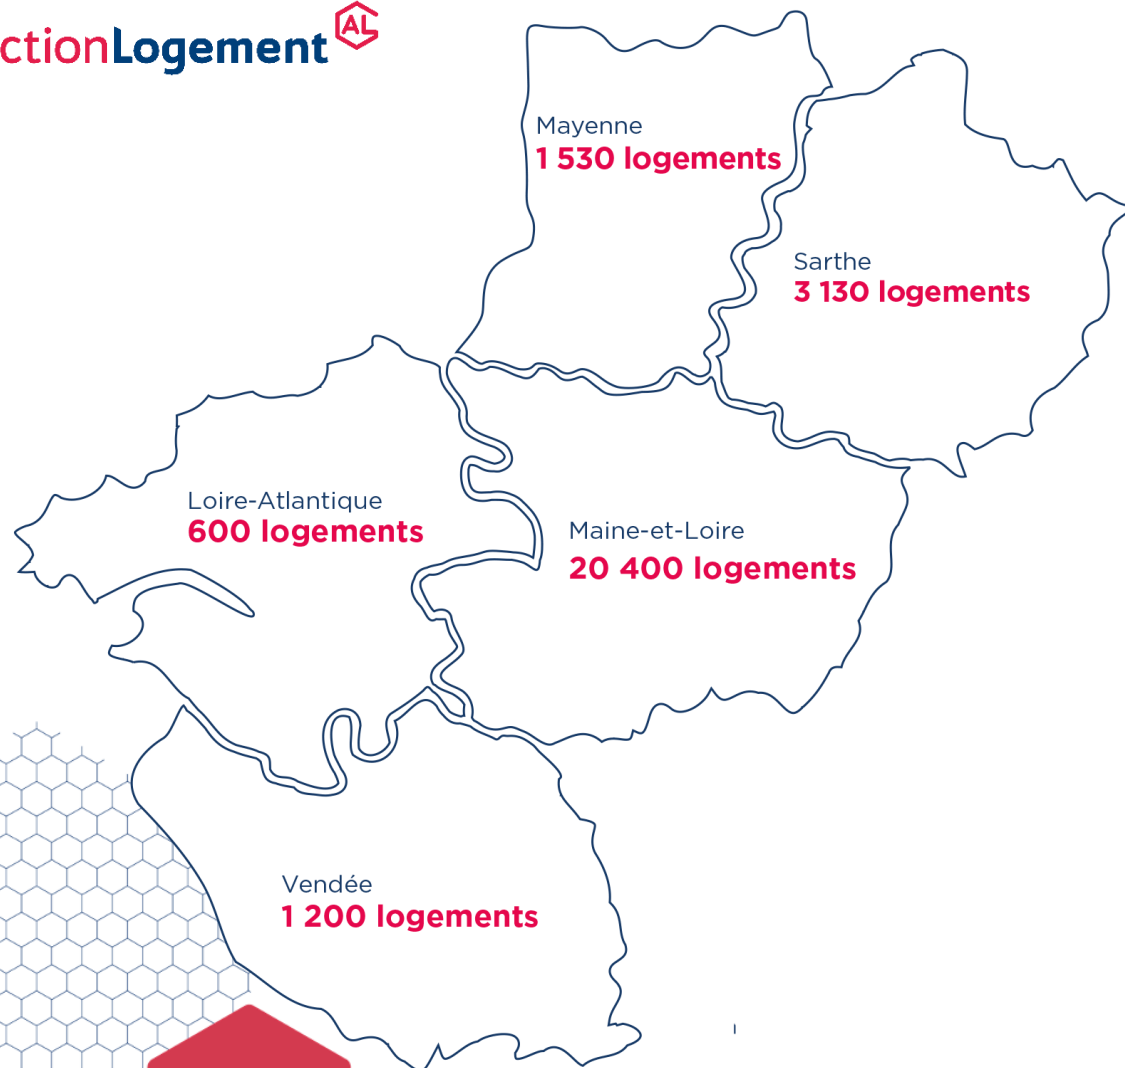 ctionLogement
AL
Mayenne
1 530 logements
Sarthe
3 130 logements
Loire-Atlantique
600 logements
Maine-et-Loire
20 400 logements
Vendée
1 200 logements